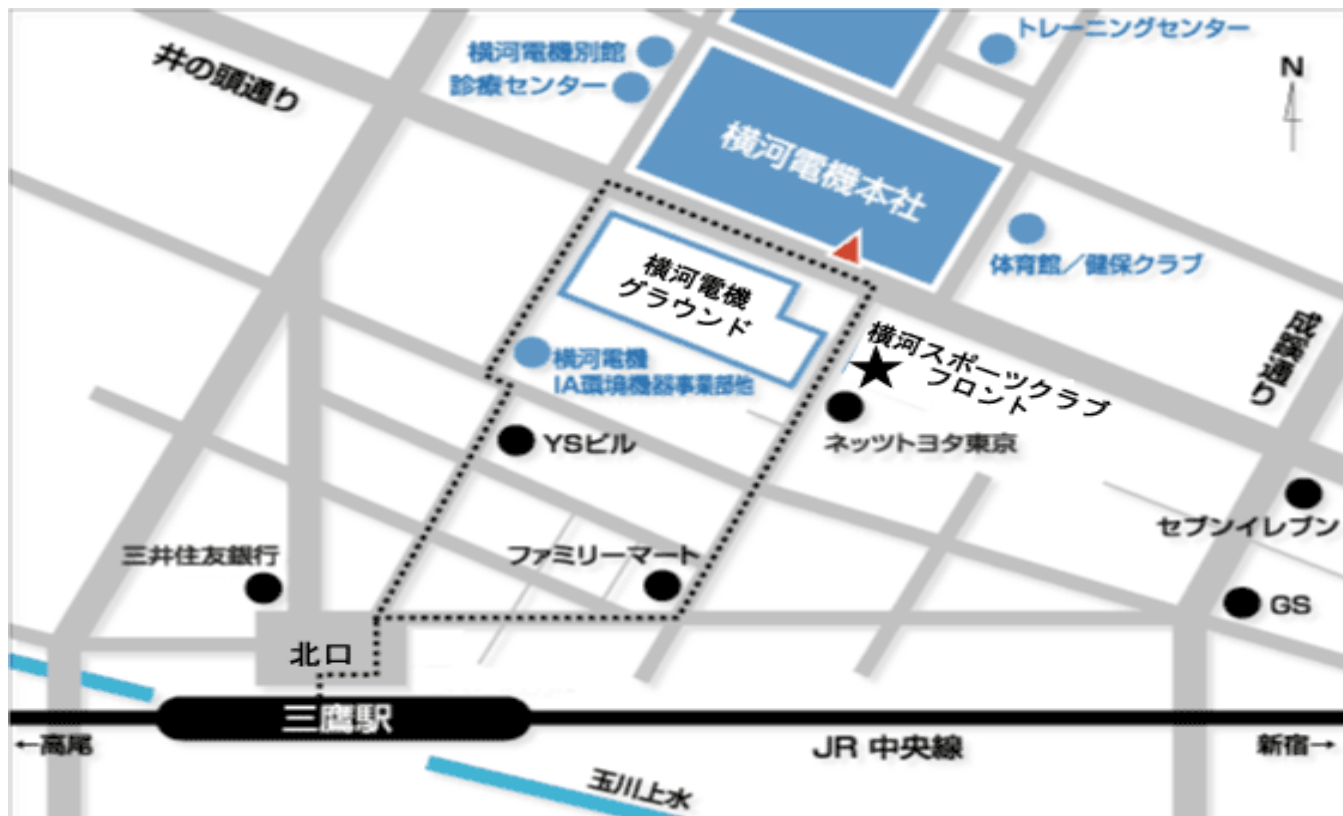 トレーニングセンター
横河電機別館
診療センター
井の頭通り
N
横河電機本社
体育館／健保クラブ
横河電機
グラウンド
成蹊通り
横河スポーツクラブ
フロント
横河電機
IA環境機器事業部他
YSビル
ネッツトヨタ東京
セブンイレブン
三井住友銀行
ファミリーマート
GS
北口
三鷹駅
←高尾
JR 中央線
新宿→
玉川上水